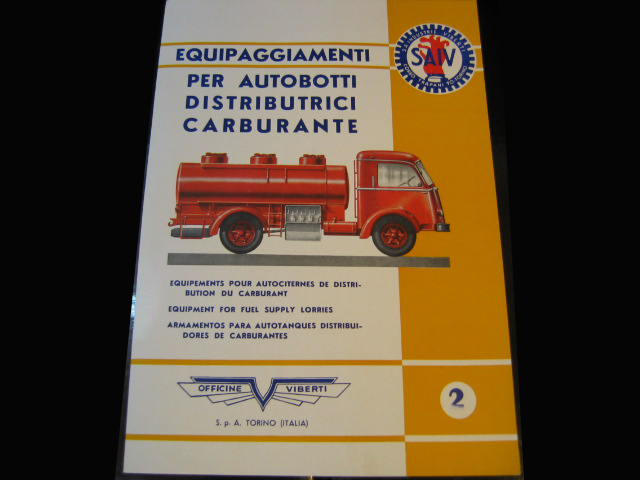 EQUIPAGGIAMENTI
PER AUTOBOTTI
DISTRIBUTRICI
CARBURANTE
SAIV
EQUIPEMENTS POUR AUTOCITERNES DE DISTRI-
BUTION DU CARBURANT
EQUIPMENT FOR FUEL SUPPLY LORRIES
ARMAMENTOS PARA AUTOTANQUES DISTRIBUI-
DORES DE CARBURANTES
OFFICINE VIBERTI
S. p. A. TORINO (ITALIA)
2